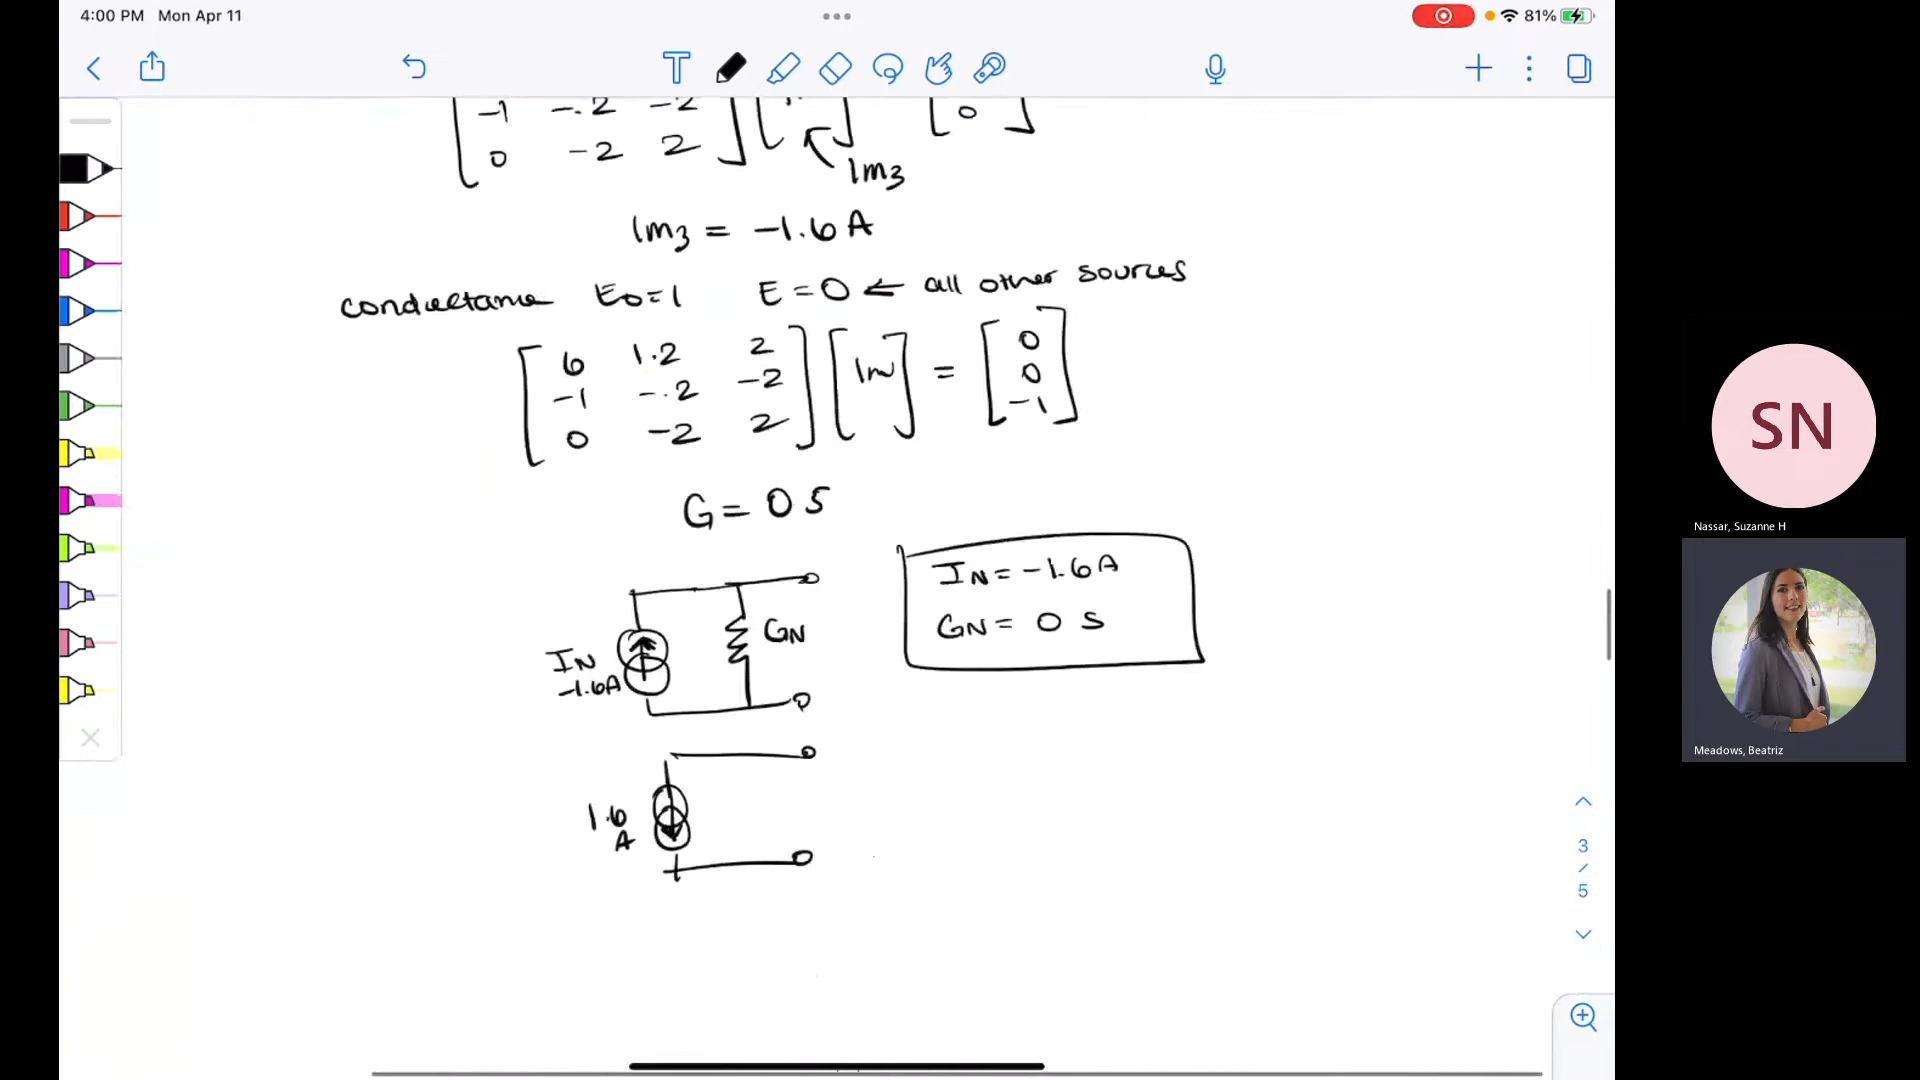 4:00 PM Mon Apr 11
81%
T
-1 -.2 -2 0
0 -2 2
Im3
Im3 = -1.6 A
conductance E0=1 E=0 ← all other sources
6 1.2 2 0
-1 -.2 -2 Im = 0
0 -2 2 -1
G = 0 S
IN = -1.6A
GN = 0 S
GN
IN
-1.6A
1.6
A
3
/
5
SN
Nassar, Suzanne H
Meadows, Beatriz